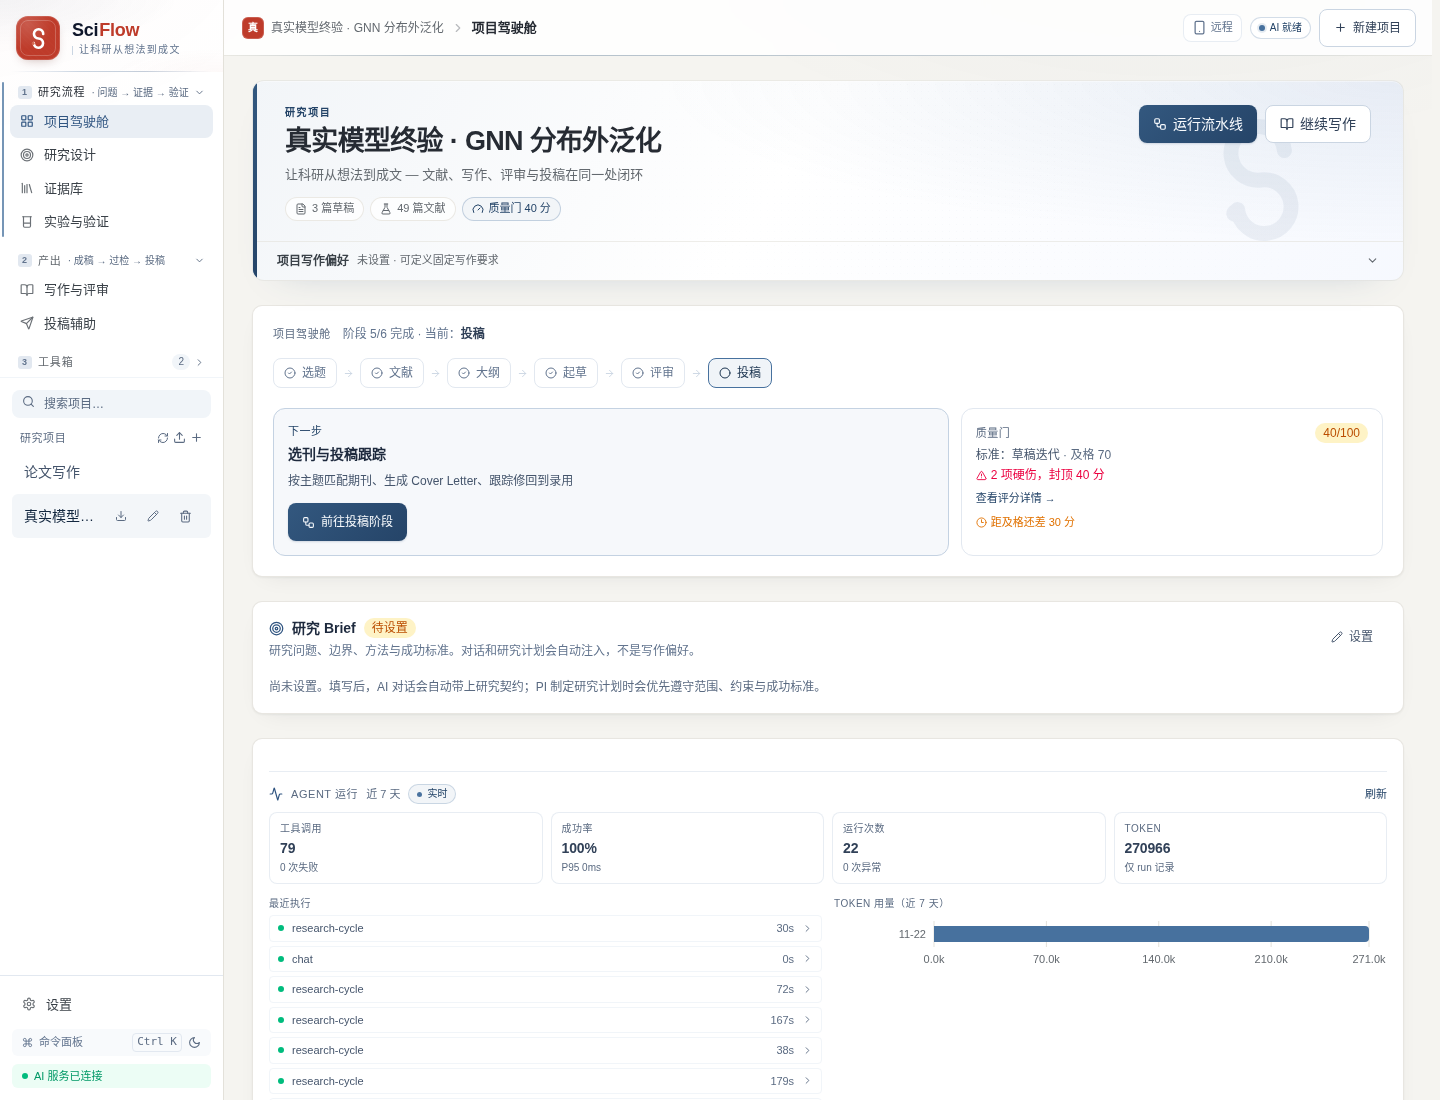 SciFlow
让科研从想法到成文
1 研究流程 · 问题 → 证据 → 验证
项目驾驶舱
研究设计
证据库
实验与验证
2 产出 · 成稿 → 过检 → 投稿
写作与评审
投稿辅助
3 工具箱 2
搜索项目…
研究项目
论文写作
真实模型…
设置
⌘ 命令面板 Ctrl K
AI 服务已连接
真 真实模型终验 · GNN 分布外泛化 项目驾驶舱
远程
AI 就绪
新建项目
研究项目
真实模型终验 · GNN 分布外泛化
让科研从想法到成文 — 文献、写作、评审与投稿在同一处闭环
3 篇草稿 49 篇文献 质量门 40 分
运行流水线
继续写作
项目写作偏好 未设置 · 可定义固定写作要求
项目驾驶舱 阶段 5/6 完成 · 当前：投稿
选题 → 文献 → 大纲 → 起草 → 评审 → 投稿
下一步
选刊与投稿跟踪
按主题匹配期刊、生成 Cover Letter、跟踪修回到录用
前往投稿阶段
质量门 40/100
标准：草稿迭代 · 及格 70
2 项硬伤，封顶 40 分
查看评分详情 →
距及格还差 30 分
研究 Brief 待设置
设置
研究问题、边界、方法与成功标准。对话和研究计划会自动注入，不是写作偏好。
尚未设置。填写后，AI 对话会自动带上研究契约；PI 制定研究计划时会优先遵守范围、约束与成功标准。
AGENT 运行 近 7 天 实时 刷新
工具调用
79
0 次失败
成功率
100%
P95 0ms
运行次数
22
0 次异常
TOKEN
270966
仅 run 记录
最近执行
research-cycle 30s
chat 0s
research-cycle 72s
research-cycle 167s
research-cycle 38s
research-cycle 179s
TOKEN 用量（近 7 天）
11-22
0.0k 70.0k 140.0k 210.0k 271.0k